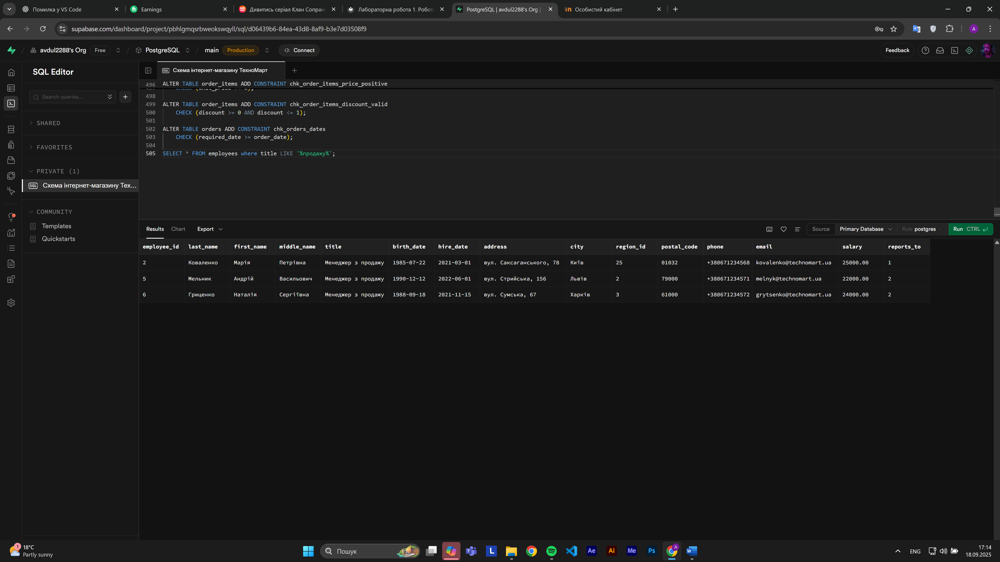 Помилка у VS Code
Earnings
Дивитись серіал Клан Сопран
Лабораторна робота 1. Робот
PostgreSQL | avdul2288's Org |
Особистий кабінет
supabase.com/dashboard/project/pbhlgmqsrbweokswqyll/sql/d06439b6-84ea-43d8-8af9-b3e7d03508f9
A
avdul2288's Org Free / PostgreSQL / main Production Connect
Feedback
SQL Editor
SQL Схема інтернет-магазину ТехноМарт
Search queries...
SHARED
FAVORITES
PRIVATE (1)
SQL Схема інтернет-магазину Тех...
COMMUNITY
Templates
Quickstarts
496 ALTER TABLE order_items ADD CONSTRAINT chk_order_items_price_positive
497 CHECK (unit_price >= 0);
498
499 ALTER TABLE order_items ADD CONSTRAINT chk_order_items_discount_valid
500 CHECK (discount >= 0 AND discount <= 1);
501
502 ALTER TABLE orders ADD CONSTRAINT chk_orders_dates
503 CHECK (required_date >= order_date);
504
505 SELECT * FROM employees where title LIKE '%продажу%';
Results Chart Export
Source Primary Database Role postgres Run CTRL
employee_id last_name first_name middle_name title birth_date hire_date address city region_id postal_code phone email salary reports_to
2 Коваленко Марія Петрівна Менеджер з продажу 1985-07-22 2021-03-01 вул. Саксаганського, 78 Київ 25 01032 +380671234568 kovalenko@technomart.ua 25000.00 1
5 Мельник Андрій Васильович Менеджер з продажу 1990-12-12 2022-06-01 вул. Стрийська, 156 Львів 2 79000 +380671234571 melnyk@technomart.ua 22000.00 2
6 Гриценко Наталія Сергіївна Менеджер з продажу 1988-09-18 2021-11-15 вул. Сумська, 67 Харків 3 61000 +380671234572 grytsenko@technomart.ua 24000.00 2
1
18°C
Partly sunny
Пошук
L
Ae
Ai
Me
Ps
A
W
ENG
17:14
18.09.2025